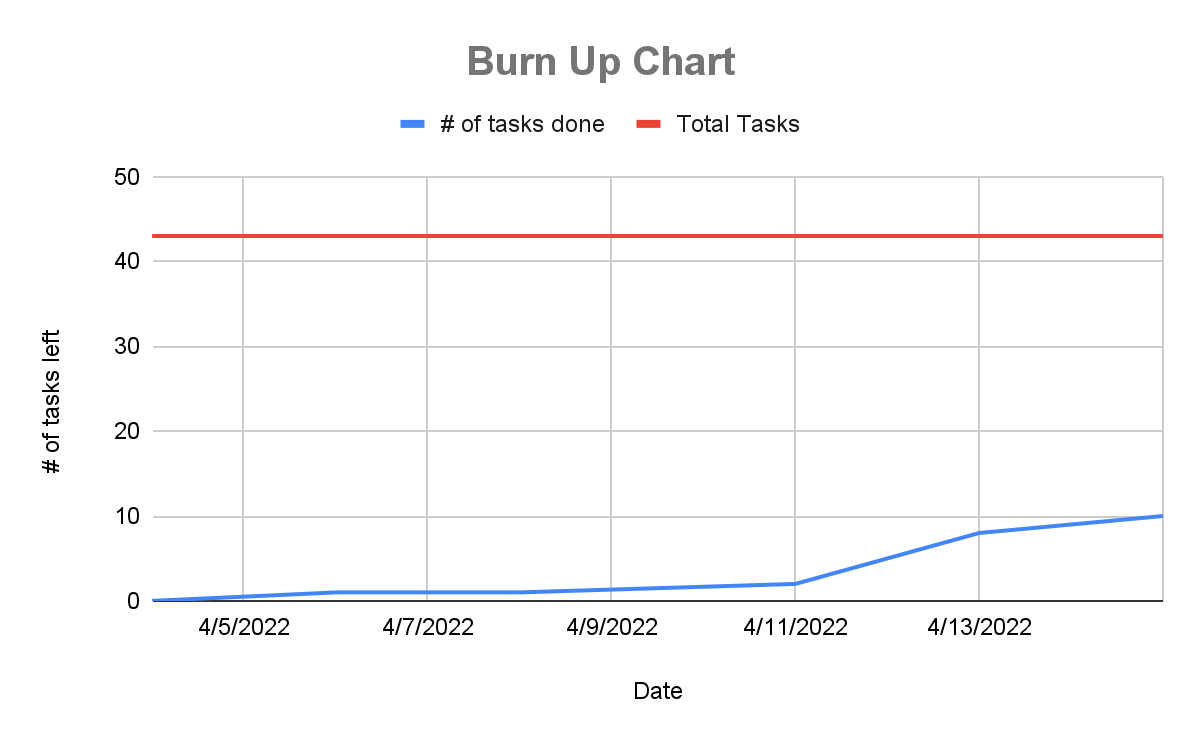 Burn Up Chart
# of tasks done Total Tasks
50
40
30
20
10
0
# of tasks left
4/5/2022 4/7/2022 4/9/2022 4/11/2022 4/13/2022
Date